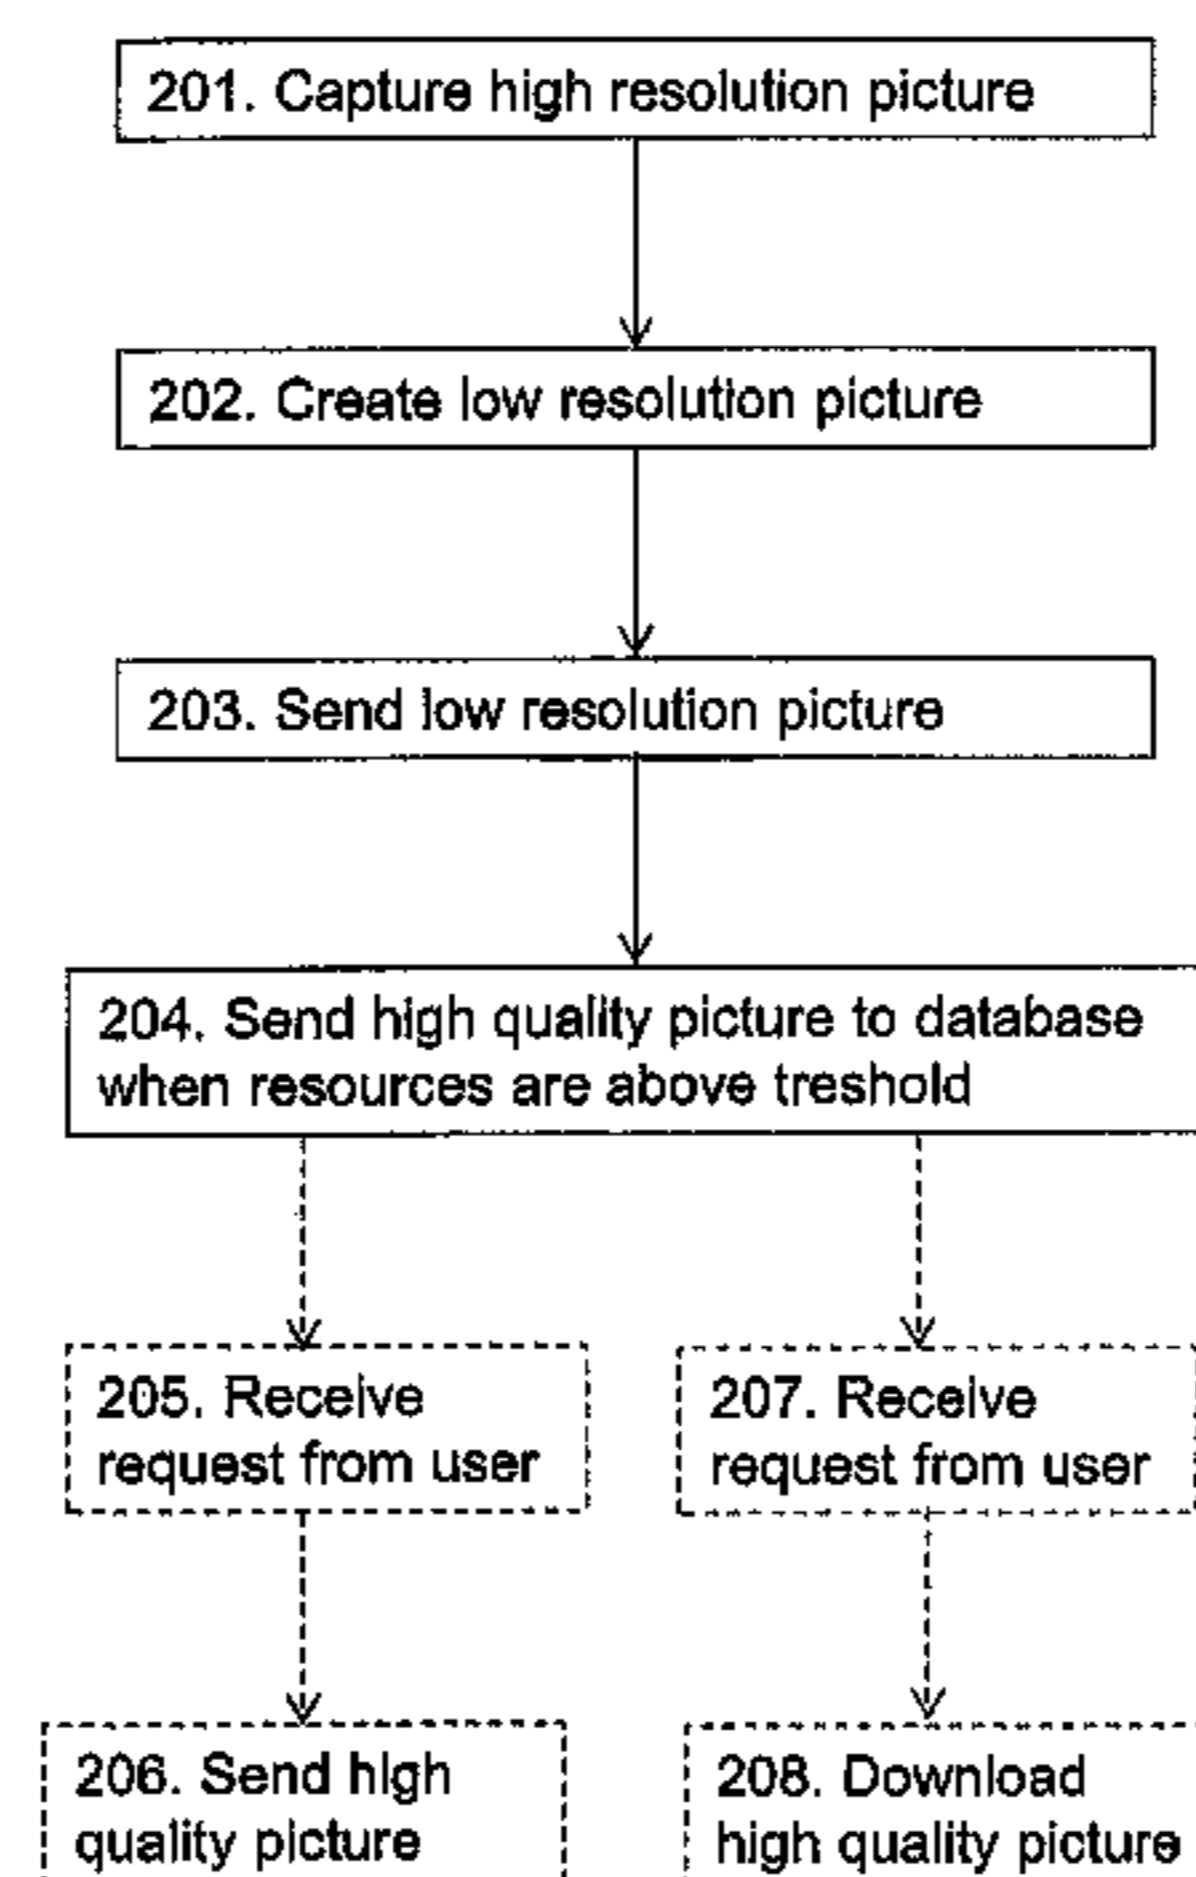 201. Capture high resolution picture
202. Create low resolution picture
203. Send low resolution picture
204. Send high quality picture to database
when resources are above treshold
205. Receive
request from user
207. Receive
request from user
206. Send high
quality picture
208. Download
high quality picture